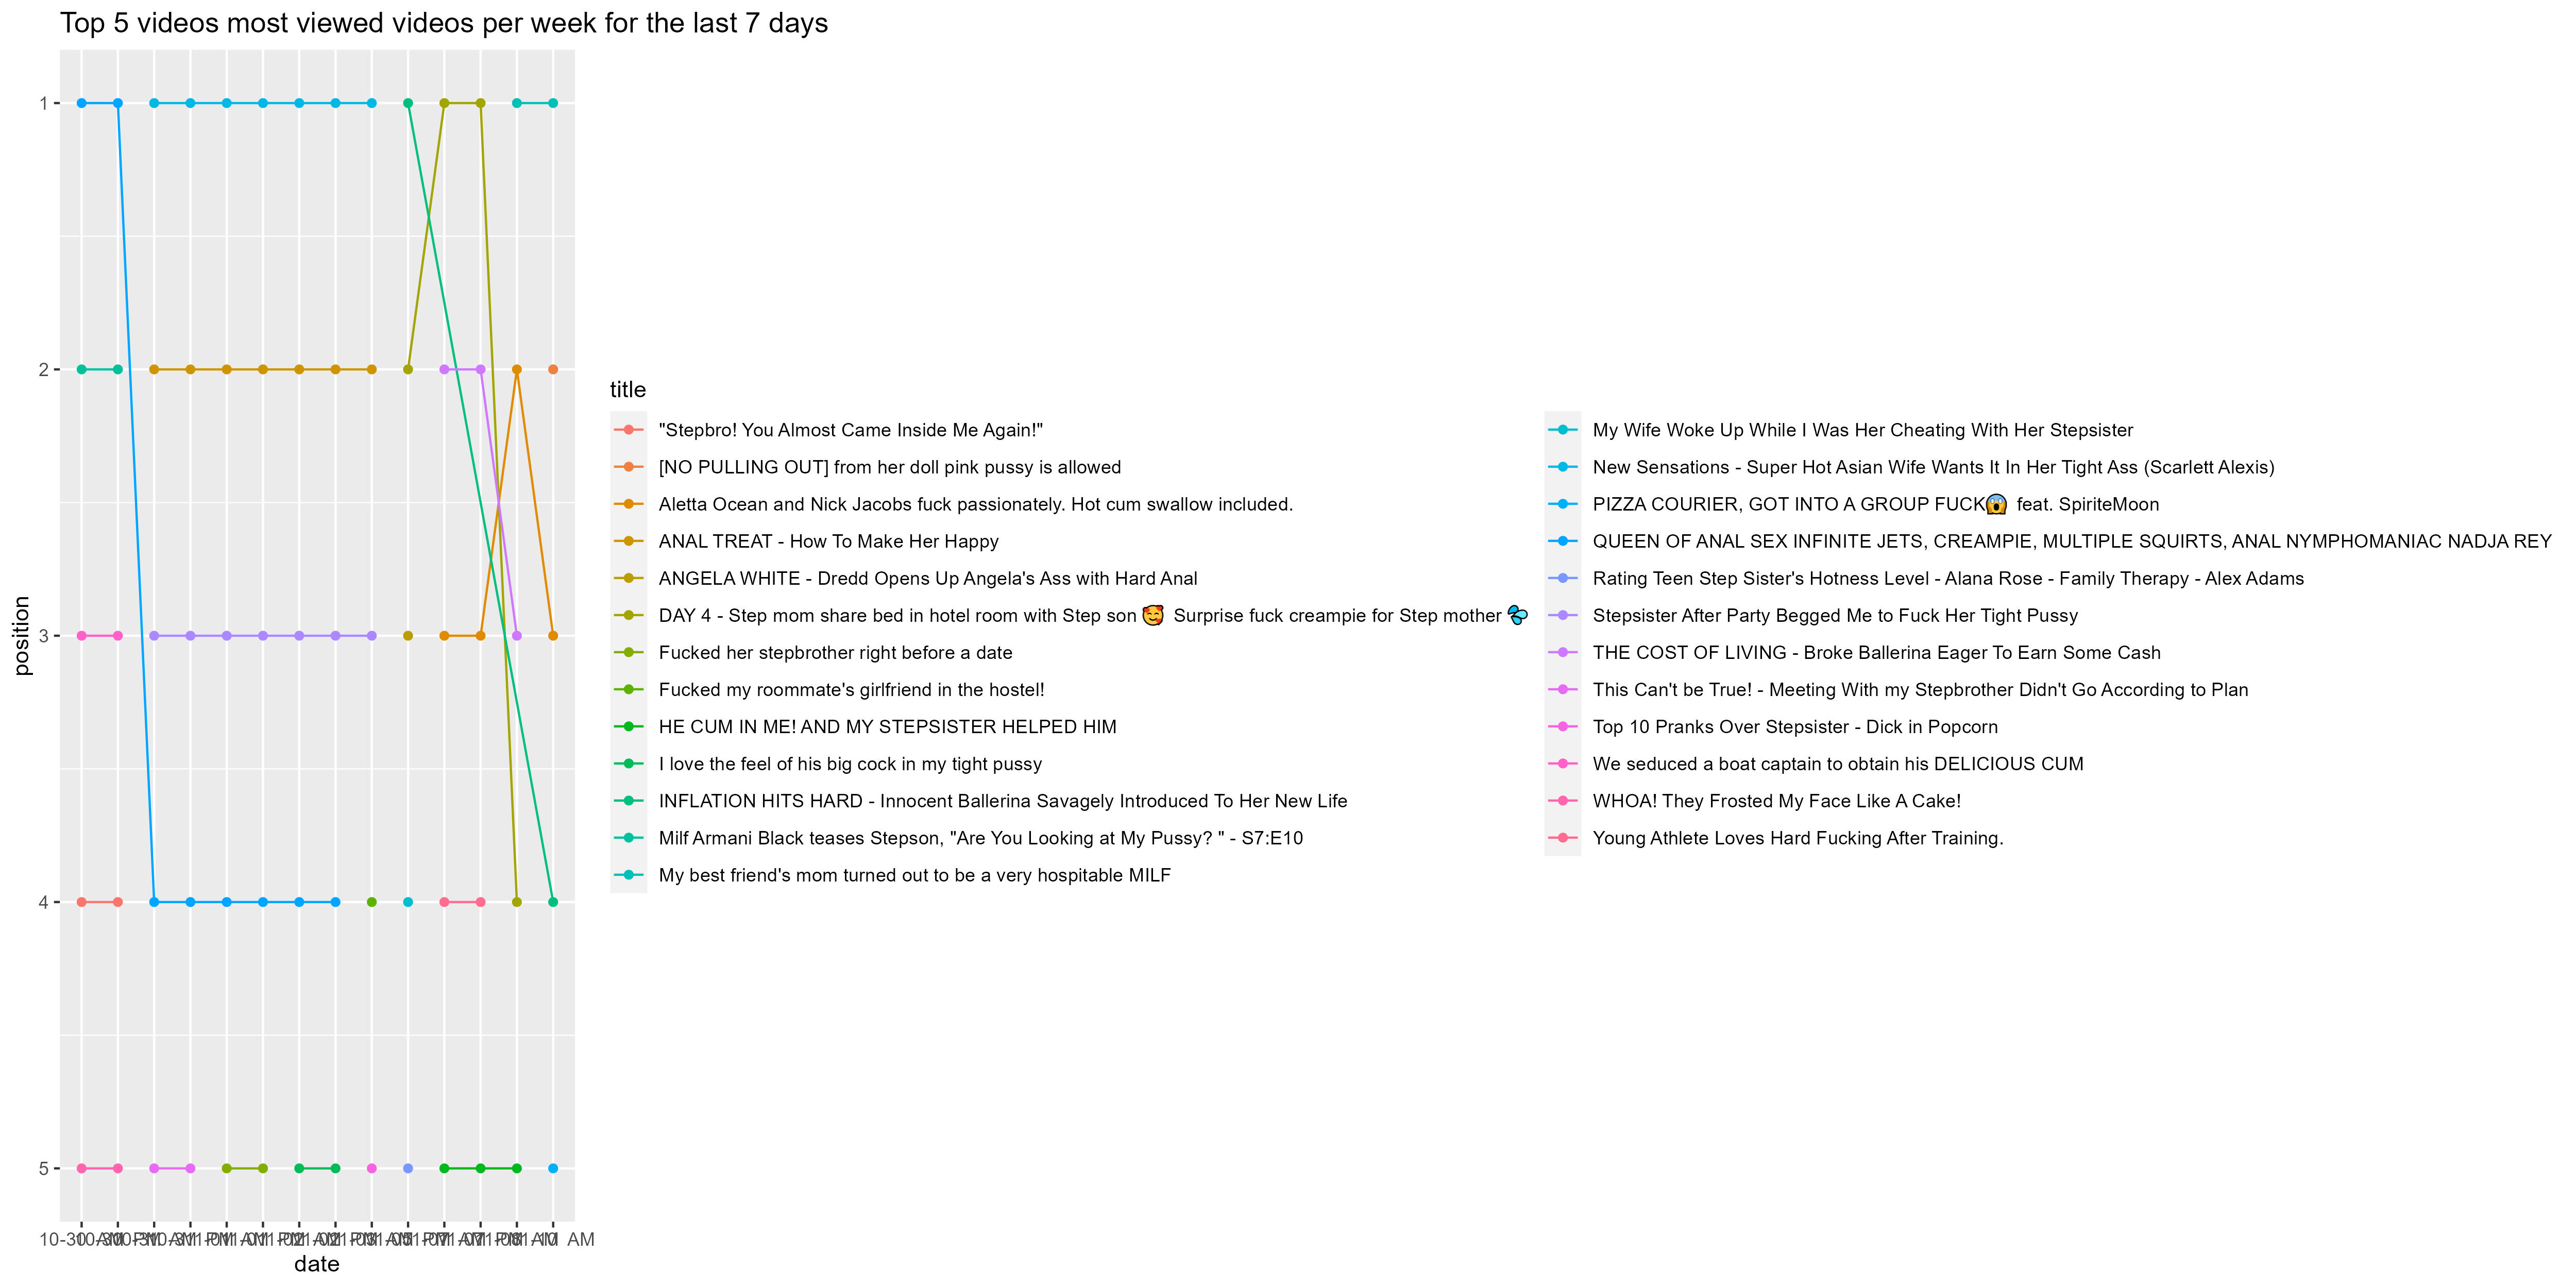 Top 5 videos most viewed videos per week for the last 7 days
1
2
3
4
5
position
date
title
"Stepbro! You Almost Came Inside Me Again!"
[NO PULLING OUT] from her doll pink pussy is allowed
Aletta Ocean and Nick Jacobs fuck passionately. Hot cum swallow included.
ANAL TREAT - How To Make Her Happy
ANGELA WHITE - Dredd Opens Up Angela's Ass with Hard Anal
DAY 4 - Step mom share bed in hotel room with Step son 🥰 Surprise fuck creampie for Step mother 💦
Fucked her stepbrother right before a date
Fucked my roommate's girlfriend in the hostel!
HE CUM IN ME! AND MY STEPSISTER HELPED HIM
I love the feel of his big cock in my tight pussy
INFLATION HITS HARD - Innocent Ballerina Savagely Introduced To Her New Life
Milf Armani Black teases Stepson, "Are You Looking at My Pussy? " - S7:E10
My best friend's mom turned out to be a very hospitable MILF
My Wife Woke Up While I Was Her Cheating With Her Stepsister
New Sensations - Super Hot Asian Wife Wants It In Her Tight Ass (Scarlett Alexis)
PIZZA COURIER, GOT INTO A GROUP FUCK😱 feat. SpiriteMoon
QUEEN OF ANAL SEX INFINITE JETS, CREAMPIE, MULTIPLE SQUIRTS, ANAL NYMPHOMANIAC NADJA REY
Rating Teen Step Sister's Hotness Level - Alana Rose - Family Therapy - Alex Adams
Stepsister After Party Begged Me to Fuck Her Tight Pussy
THE COST OF LIVING - Broke Ballerina Eager To Earn Some Cash
This Can't be True! - Meeting With my Stepbrother Didn't Go According to Plan
Top 10 Pranks Over Stepsister - Dick in Popcorn
We seduced a boat captain to obtain his DELICIOUS CUM
WHOA! They Frosted My Face Like A Cake!
Young Athlete Loves Hard Fucking After Training.